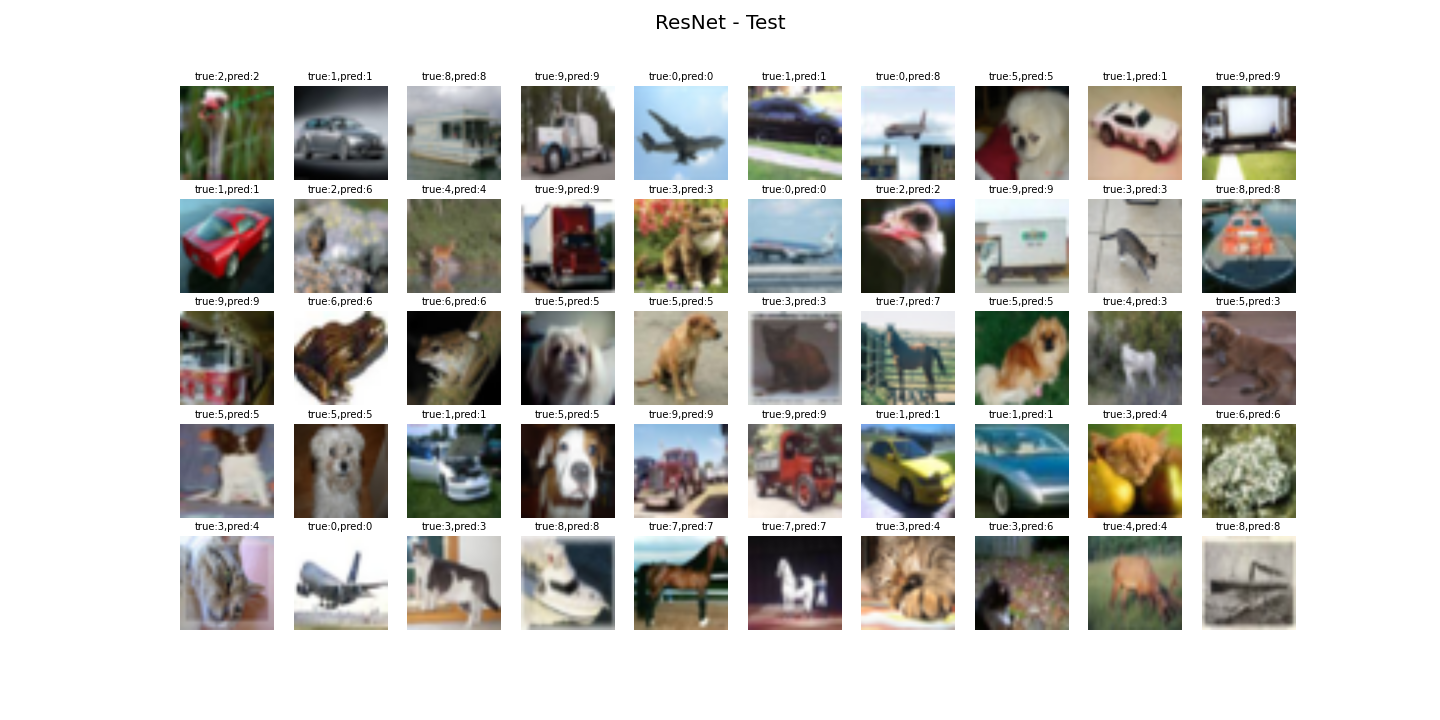 ResNet - Test
true:2,pred:2 true:1,pred:1 true:8,pred:8 true:9,pred:9 true:0,pred:0 true:1,pred:1 true:0,pred:8 true:5,pred:5 true:1,pred:1 true:9,pred:9
true:1,pred:1 true:2,pred:6 true:4,pred:4 true:9,pred:9 true:3,pred:3 true:0,pred:0 true:2,pred:2 true:9,pred:9 true:3,pred:3 true:8,pred:8
true:9,pred:9 true:6,pred:6 true:6,pred:6 true:5,pred:5 true:5,pred:5 true:3,pred:3 true:7,pred:7 true:5,pred:5 true:4,pred:3 true:5,pred:3
true:5,pred:5 true:5,pred:5 true:1,pred:1 true:5,pred:5 true:9,pred:9 true:9,pred:9 true:1,pred:1 true:1,pred:1 true:3,pred:4 true:6,pred:6
true:3,pred:4 true:0,pred:0 true:3,pred:3 true:8,pred:8 true:7,pred:7 true:7,pred:7 true:3,pred:4 true:3,pred:6 true:4,pred:4 true:8,pred:8